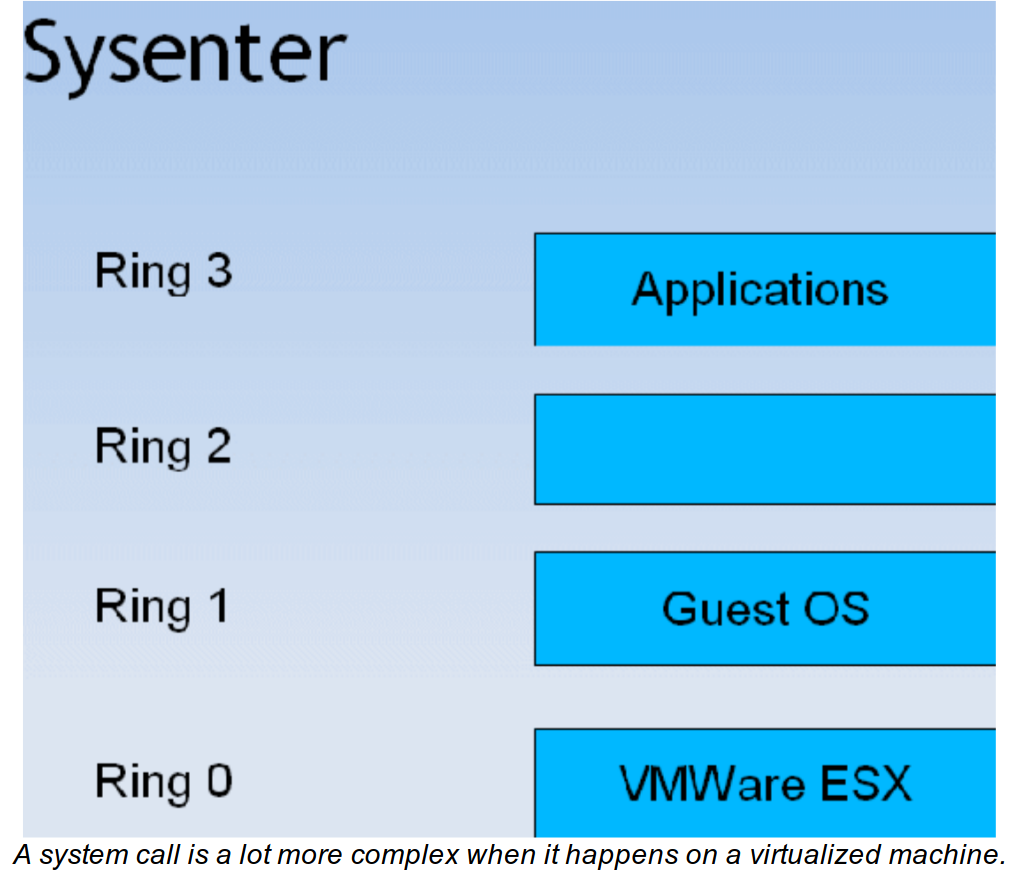 Sysenter
Ring 3
Applications
Ring 2
Ring 1
Guest OS
Ring 0
VMWare ESX
A system call is a lot more complex when it happens on a virtualized machine.